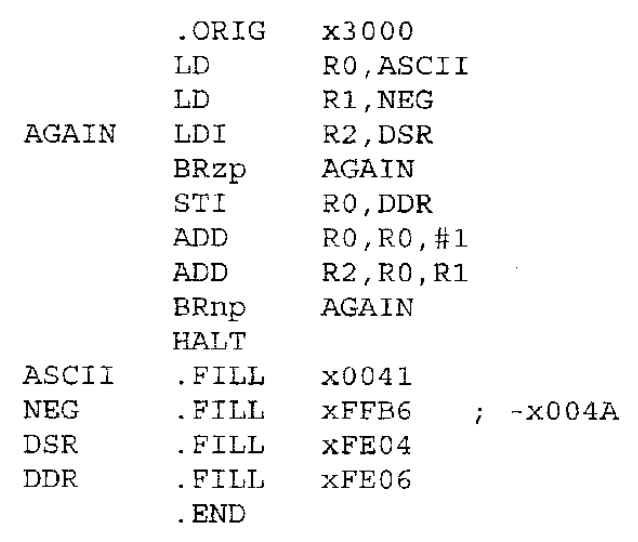 .ORIG x3000
LD R0,ASCII
LD R1,NEG
AGAIN LDI R2,DSR
BRzp AGAIN
STI R0,DDR
ADD R0,R0,#1
ADD R2,R0,R1
BRnp AGAIN
HALT
ASCII .FILL x0041
NEG .FILL xFFB6 ; -x004A
DSR .FILL xFE04
DDR .FILL xFE06
.END